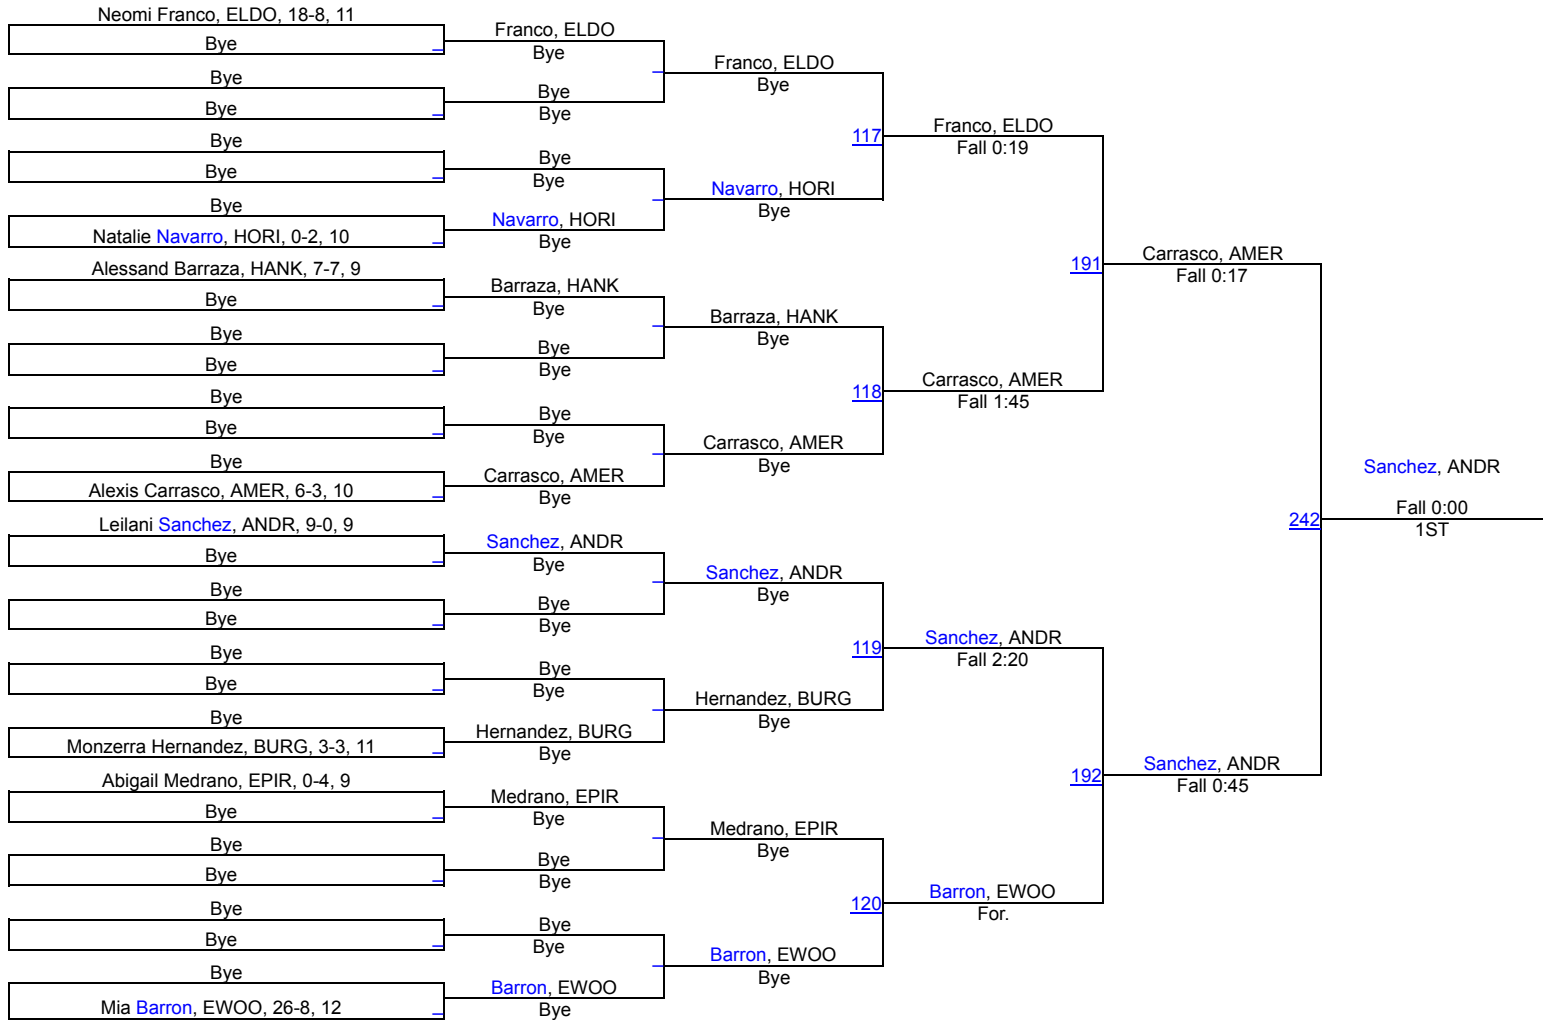 Neomi Franco, ELDO, 18-8, 11
Bye
Bye
Bye
Bye
Bye
Bye
Natalie Navarro, HORI, 0-2, 10
Alessand Barraza, HANK, 7-7, 9
Bye
Bye
Bye
Bye
Bye
Bye
Alexis Carrasco, AMER, 6-3, 10
Leilani Sanchez, ANDR, 9-0, 9
Bye
Bye
Bye
Bye
Bye
Bye
Monzerra Hernandez, BURG, 3-3, 11
Abigail Medrano, EPIR, 0-4, 9
Bye
Bye
Bye
Bye
Bye
Bye
Mia Barron, EWOO, 26-8, 12
Franco, ELDO
Bye
Bye
Bye
Bye
Bye
Navarro, HORI
Bye
Barraza, HANK
Bye
Bye
Bye
Bye
Bye
Carrasco, AMER
Bye
Sanchez, ANDR
Bye
Bye
Bye
Bye
Bye
Hernandez, BURG
Bye
Medrano, EPIR
Bye
Bye
Bye
Bye
Bye
Barron, EWOO
Bye
Franco, ELDO
Bye
117
Navarro, HORI
Bye
Barraza, HANK
Bye
118
Carrasco, AMER
Bye
Sanchez, ANDR
Bye
119
Hernandez, BURG
Bye
Medrano, EPIR
Bye
120
Barron, EWOO
Bye
Franco, ELDO
Fall 0:19
191
Carrasco, AMER
Fall 1:45
Sanchez, ANDR
Fall 2:20
192
Barron, EWOO
For.
Carrasco, AMER
Fall 0:17
242
Sanchez, ANDR
Fall 0:45
Sanchez, ANDR
Fall 0:00
1ST